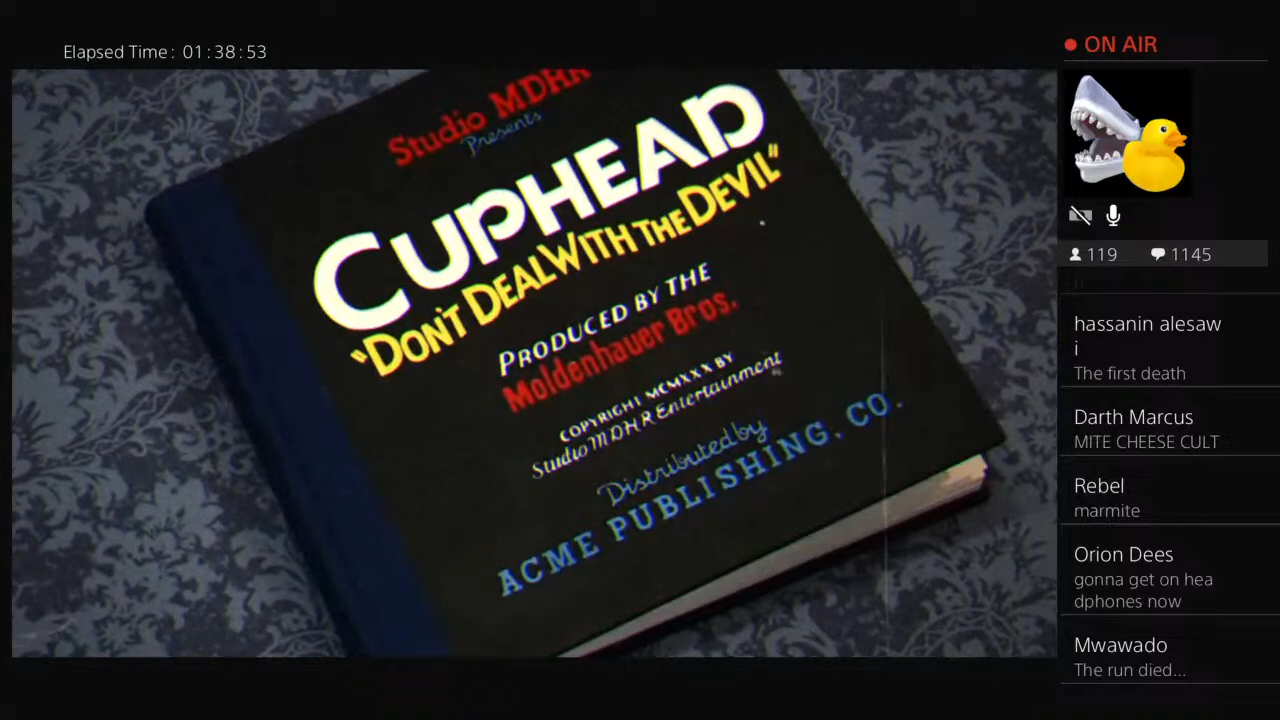 Elapsed Time: 01:38:53
Studio MDHR
Presents
CUPHEAD
"DON'T DEAL WITH THE DEVIL"
PRODUCED BY THE
Moldenhauer Bros.
COPYRIGHT MCMXXX BY
Studio MDHR Entertainment
Distributed by
ACME PUBLISHING. CO.
ON AIR
119 1145
hassanin alesaw
i
The first death
Darth Marcus
MITE CHEESE CULT
Rebel
marmite
Orion Dees
gonna get on hea
dphones now
Mwawado
The run died...